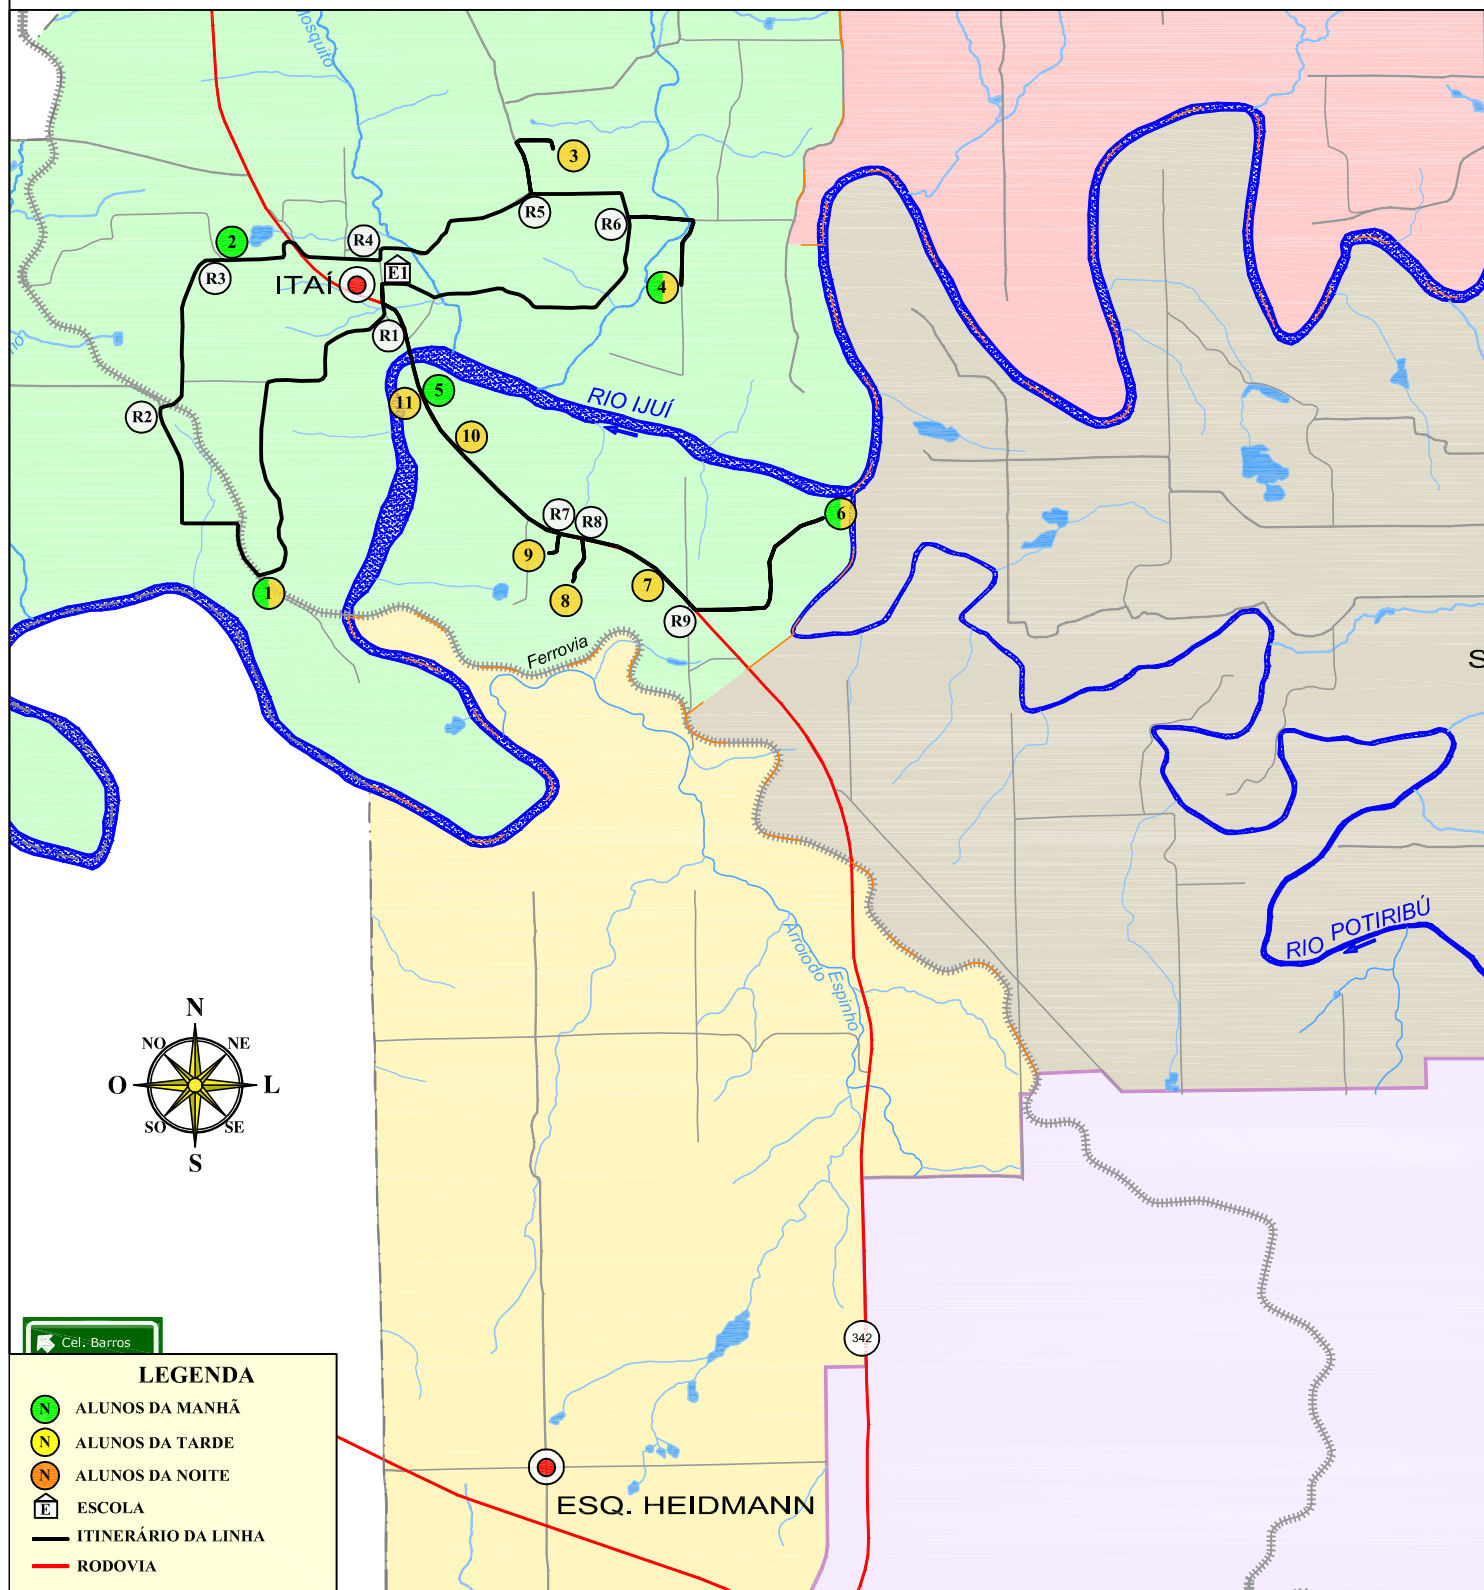 Mosquito
3
2
R4
R5
R6
R3
E1
ITAÍ
4
R1
5
11
RIO IJUÍ
R2
10
6
R7
R8
9
7
1
8
R9
Ferrovia
S
RIO POTIRIBÚ
Arroio do
Espinho
N
NO
NE
O
L
SO
SE
S
342
Cel. Barros
LEGENDA
N ALUNOS DA MANHÃ
N ALUNOS DA TARDE
N ALUNOS DA NOITE
E ESCOLA
ITINERÁRIO DA LINHA
RODOVIA
ESQ. HEIDMANN